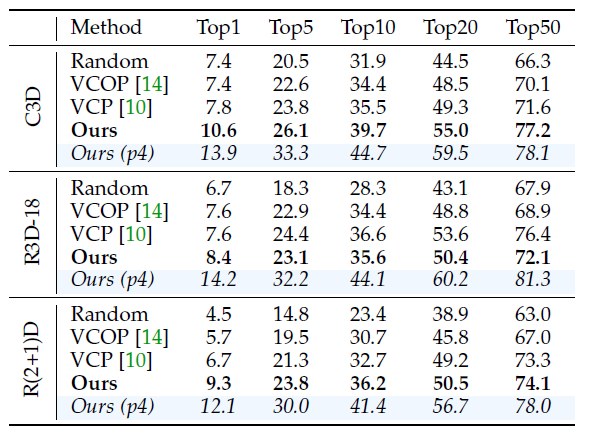 Method Top1 Top5 Top10 Top20 Top50
C3D
Random 7.4 20.5 31.9 44.5 66.3
VCOP [14] 7.4 22.6 34.4 48.5 70.1
VCP [10] 7.8 23.8 35.5 49.3 71.6
Ours 10.6 26.1 39.7 55.0 77.2
Ours (p4) 13.9 33.3 44.7 59.5 78.1
R3D-18
Random 6.7 18.3 28.3 43.1 67.9
VCOP [14] 7.6 22.9 34.4 48.8 68.9
VCP [10] 7.6 24.4 36.6 53.6 76.4
Ours 8.4 23.1 35.6 50.4 72.1
Ours (p4) 14.2 32.2 44.1 60.2 81.3
R(2+1)D
Random 4.5 14.8 23.4 38.9 63.0
VCOP [14] 5.7 19.5 30.7 45.8 67.0
VCP [10] 6.7 21.3 32.7 49.2 73.3
Ours 9.3 23.8 36.2 50.5 74.1
Ours (p4) 12.1 30.0 41.4 56.7 78.0